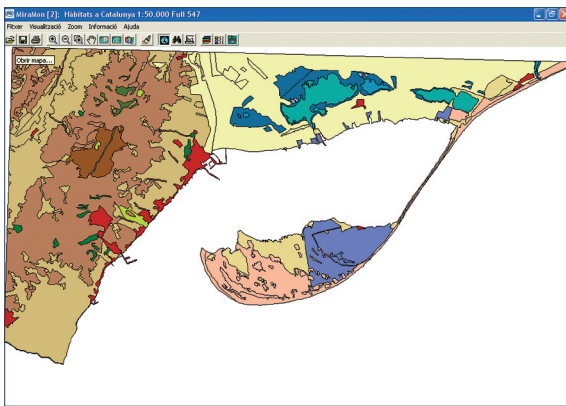 MiraMon [2]: Hàbitats a Catalunya 1:50.000 Full 547
Fitxer Visualització Zoom Informació Ajuda
Obrir mapa...